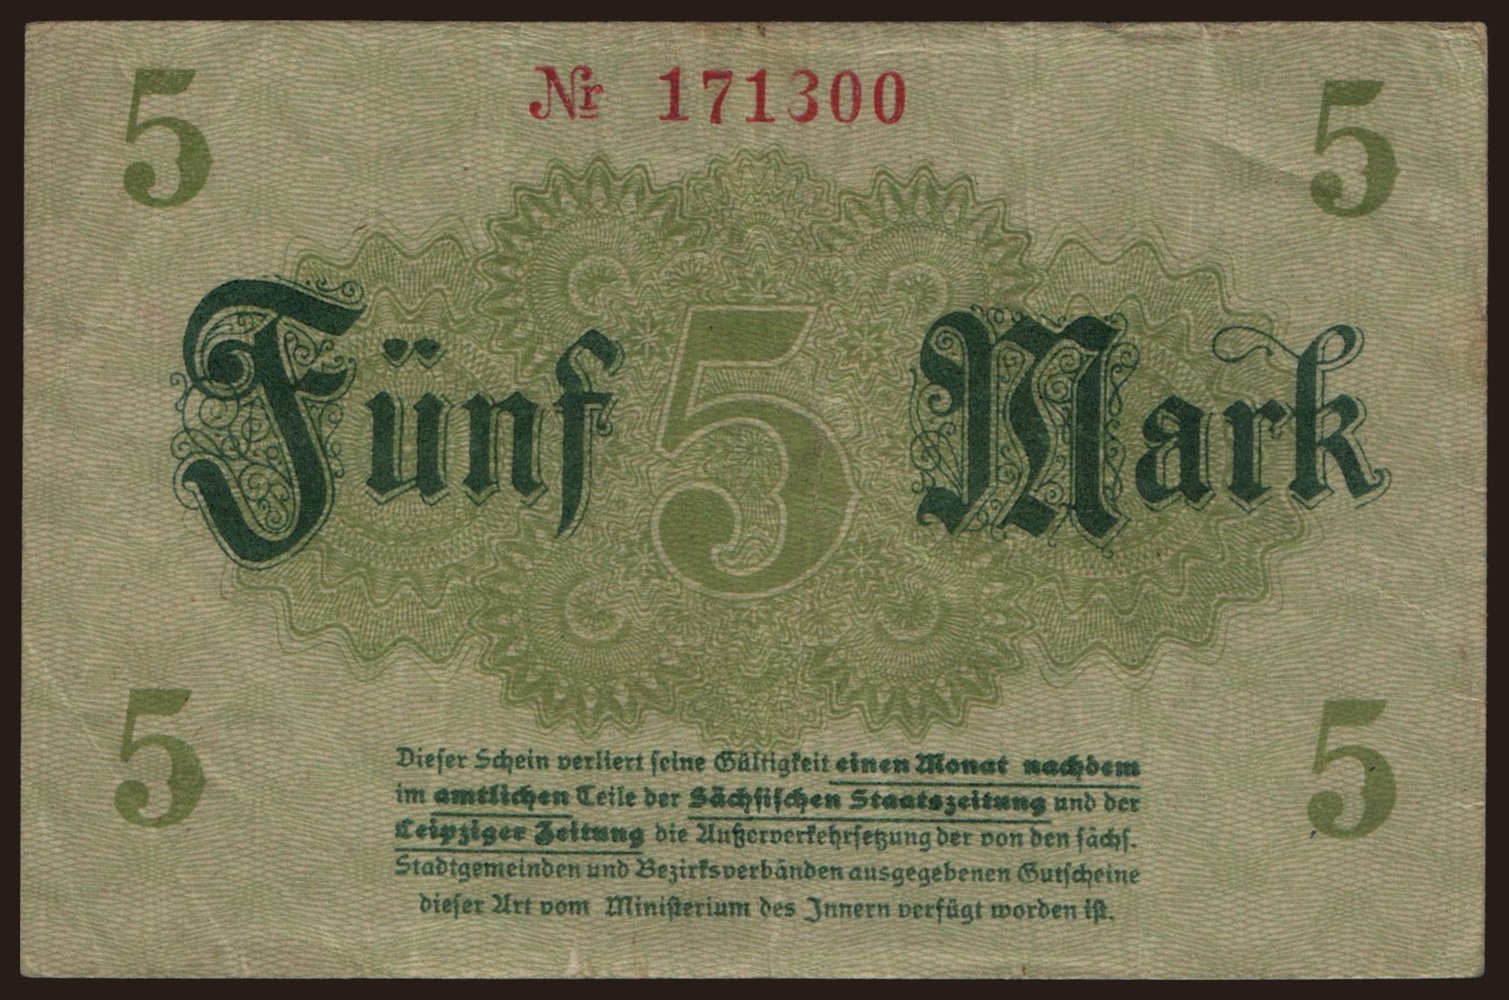 5 Nr 171300 5
Fünf 5 Mark
5 5
Dieser Schein verliert seine Gültigkeit einen Monat nachdem
im amtlichen Teile der Sächsischen Staatszeitung und der
Leipziger Zeitung die Außerverkehrsetzung der von den sächs.
Stadtgemeinden und Bezirksverbänden ausgegebenen Gutscheine
dieser Art vom Ministerium des Innern verfügt worden ist.